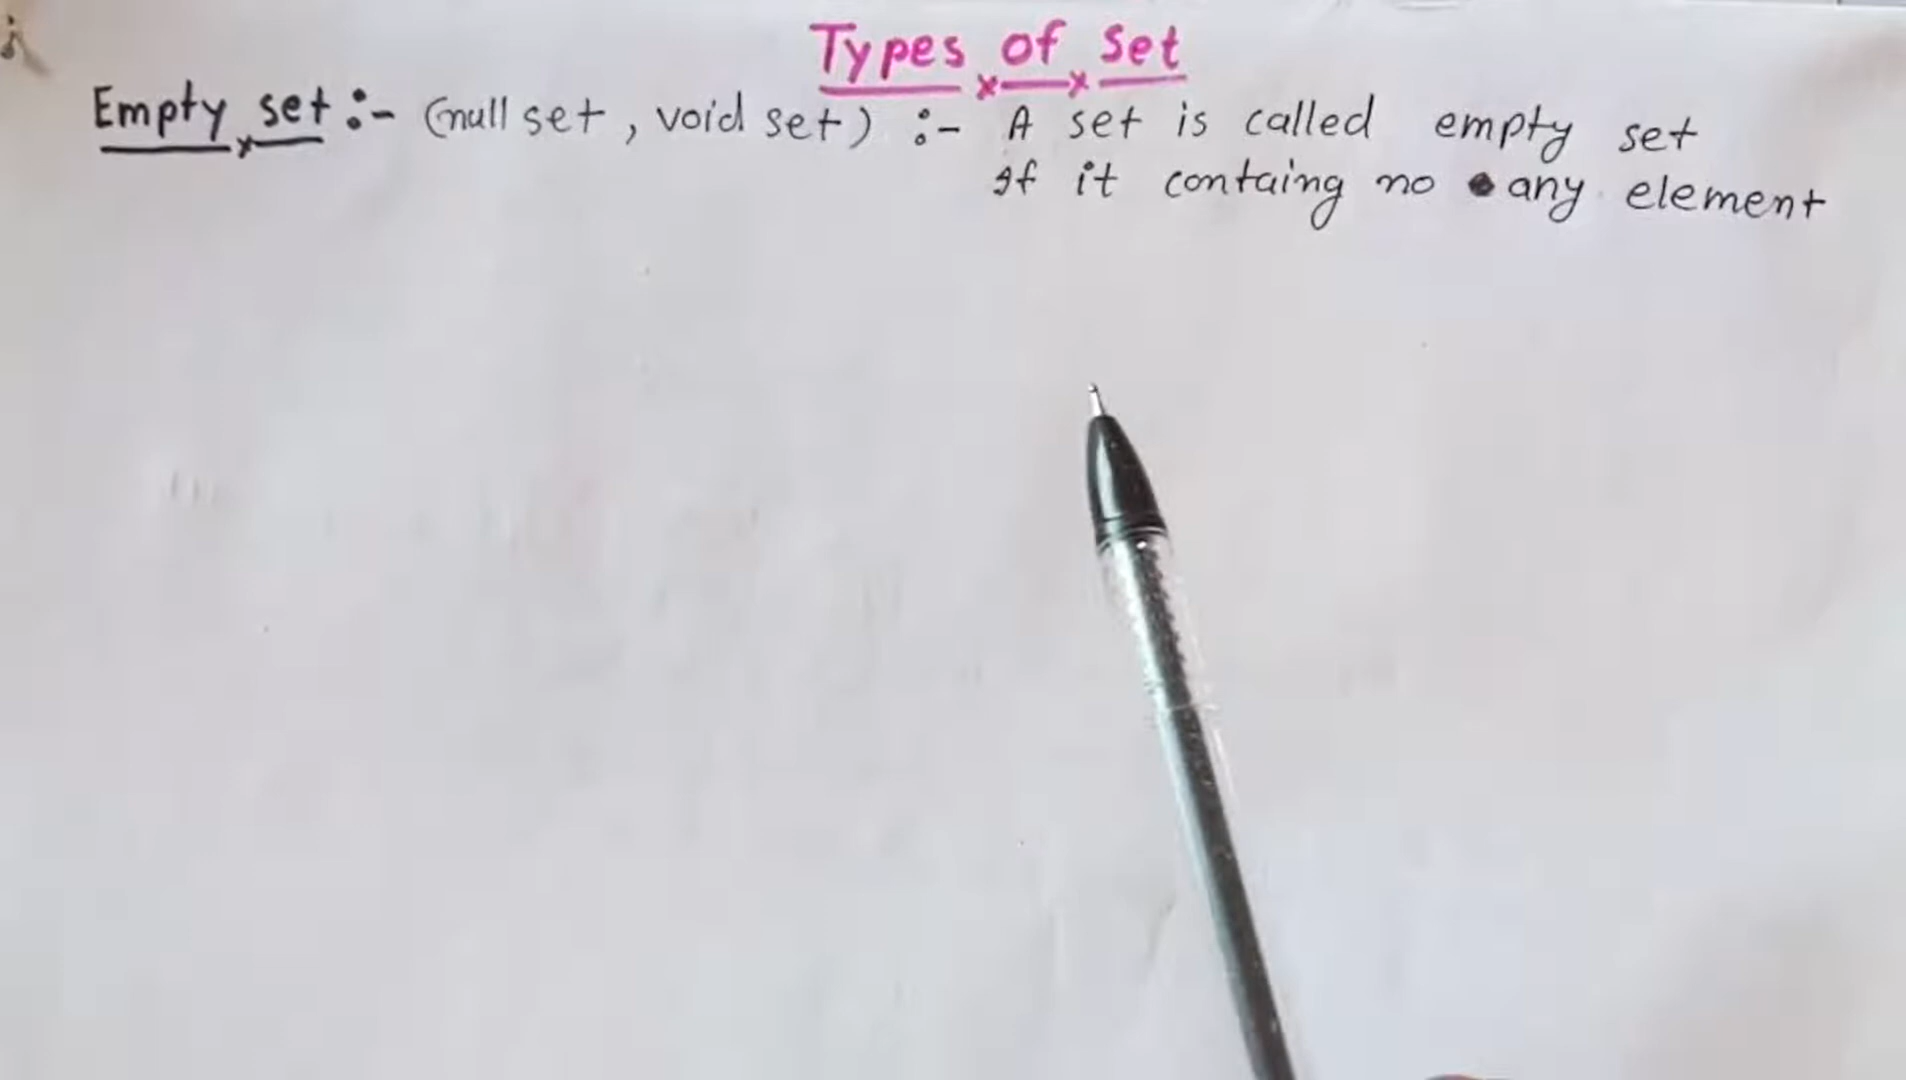 Types of Set
Empty set :- (null set , void set) :- A set is called empty set
If it containg no any element